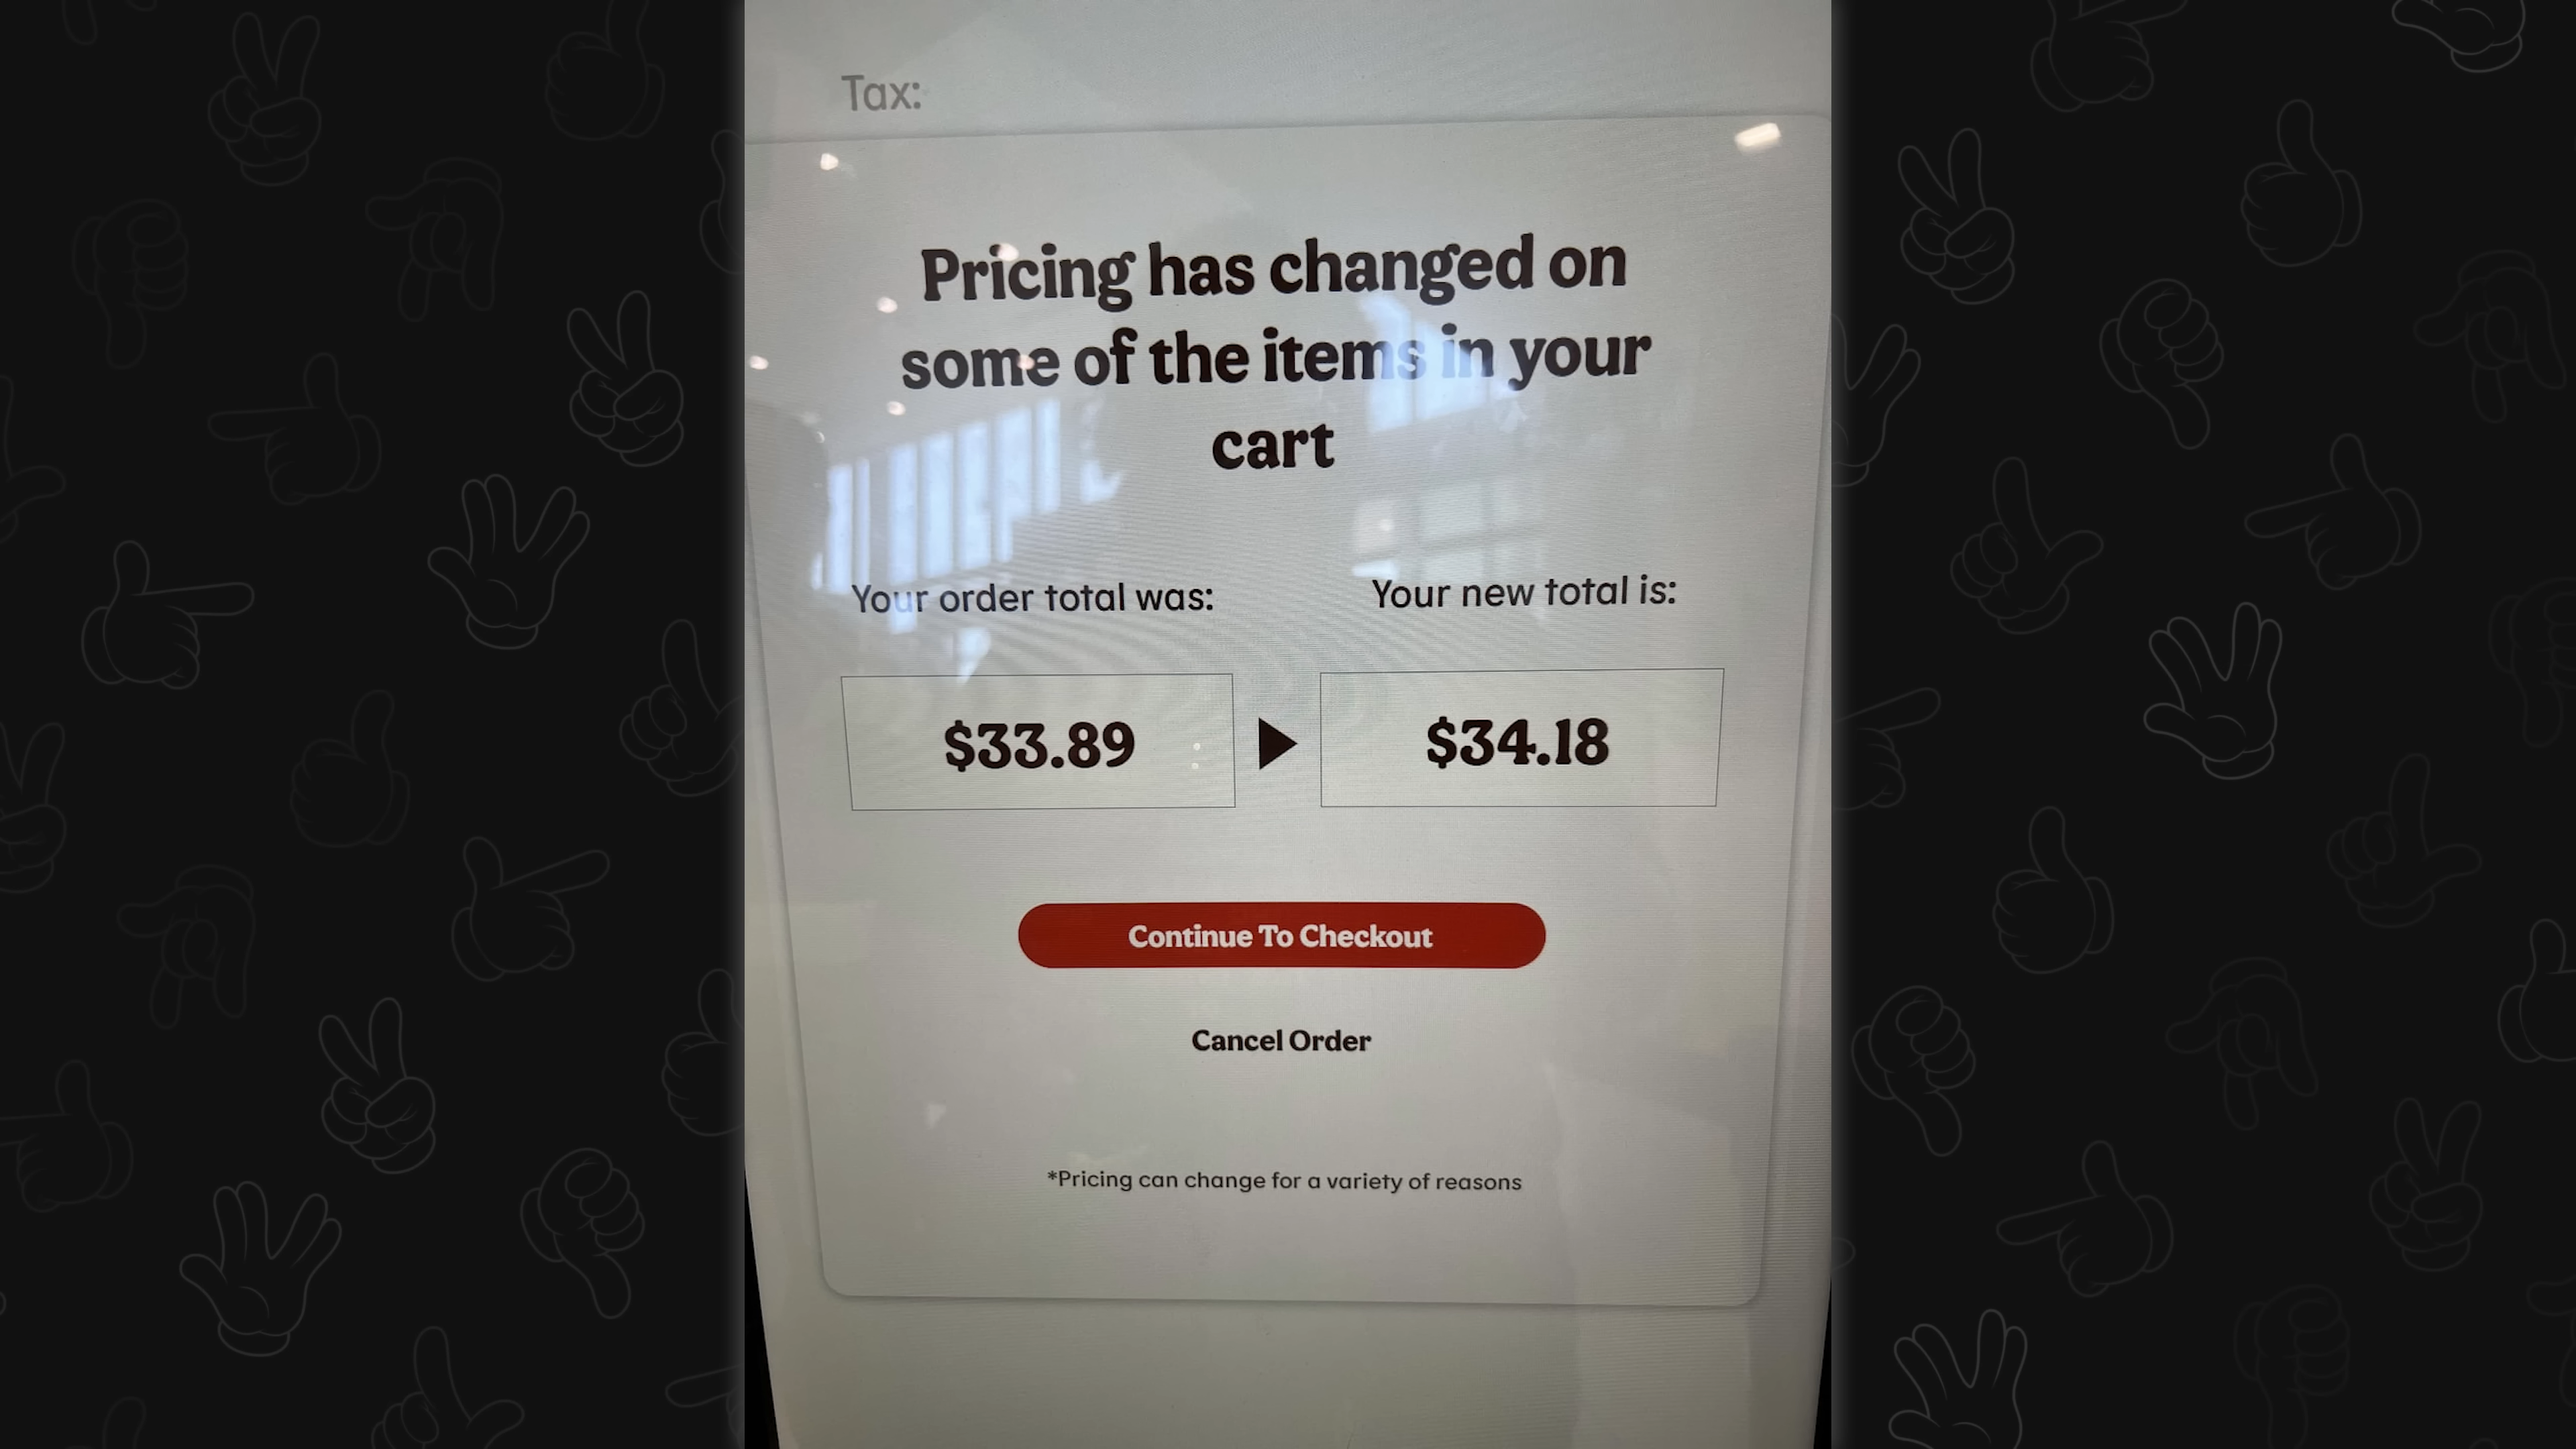 Tax:
Pricing has changed on
some of the items in your
cart
Your order total was:
Your new total is:
$33.89
$34.18
Continue To Checkout
Cancel Order
*Pricing can change for a variety of reasons